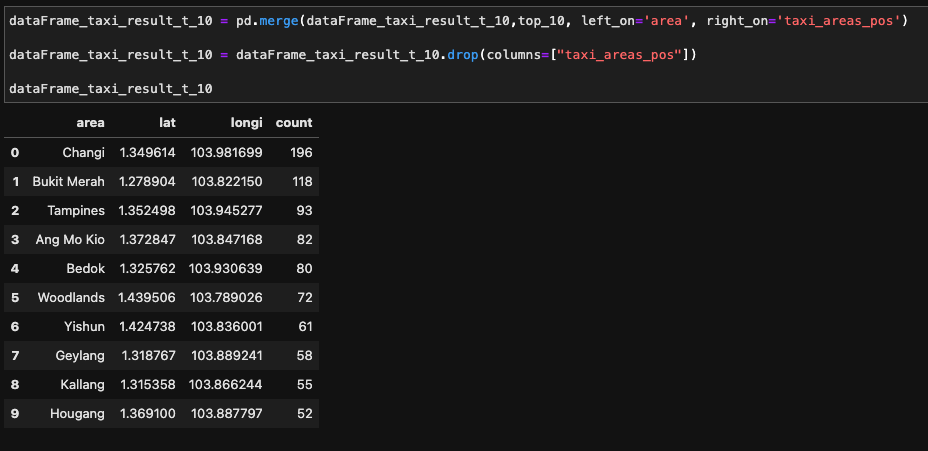 dataFrame_taxi_result_t_10 = pd.merge(dataFrame_taxi_result_t_10,top_10, left_on='area', right_on='taxi_areas_pos')
dataFrame_taxi_result_t_10 = dataFrame_taxi_result_t_10.drop(columns=["taxi_areas_pos"])
dataFrame_taxi_result_t_10
area lat longi count
0 Changi 1.349614 103.981699 196
1 Bukit Merah 1.278904 103.822150 118
2 Tampines 1.352498 103.945277 93
3 Ang Mo Kio 1.372847 103.847168 82
4 Bedok 1.325762 103.930639 80
5 Woodlands 1.439506 103.789026 72
6 Yishun 1.424738 103.836001 61
7 Geylang 1.318767 103.889241 58
8 Kallang 1.315358 103.866244 55
9 Hougang 1.369100 103.887797 52